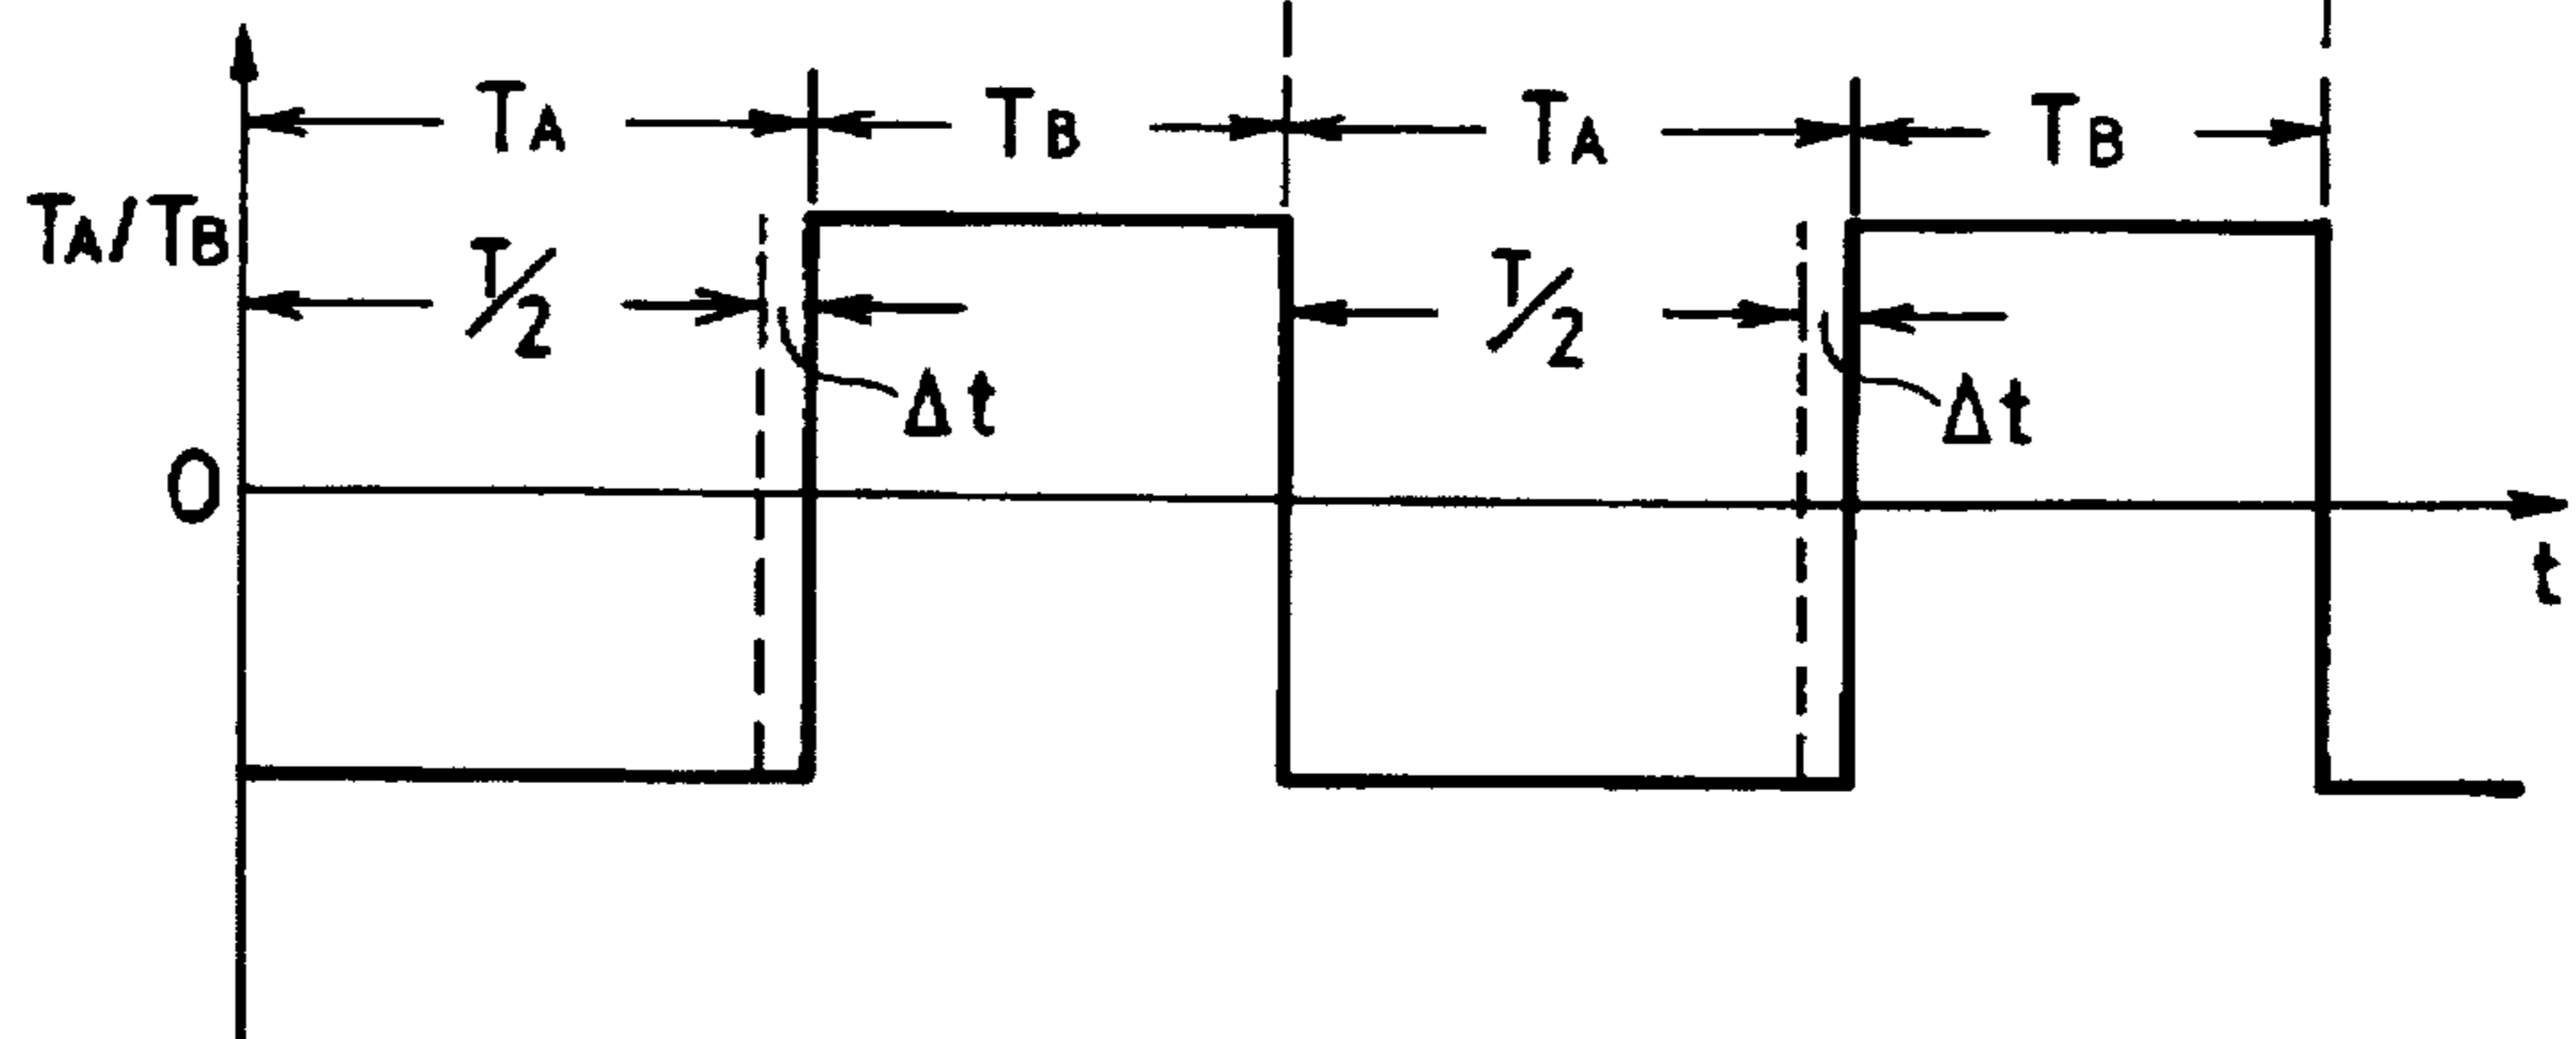 TA TB TA TB
TA/TB
T/2 T/2
Δt Δt
0
t